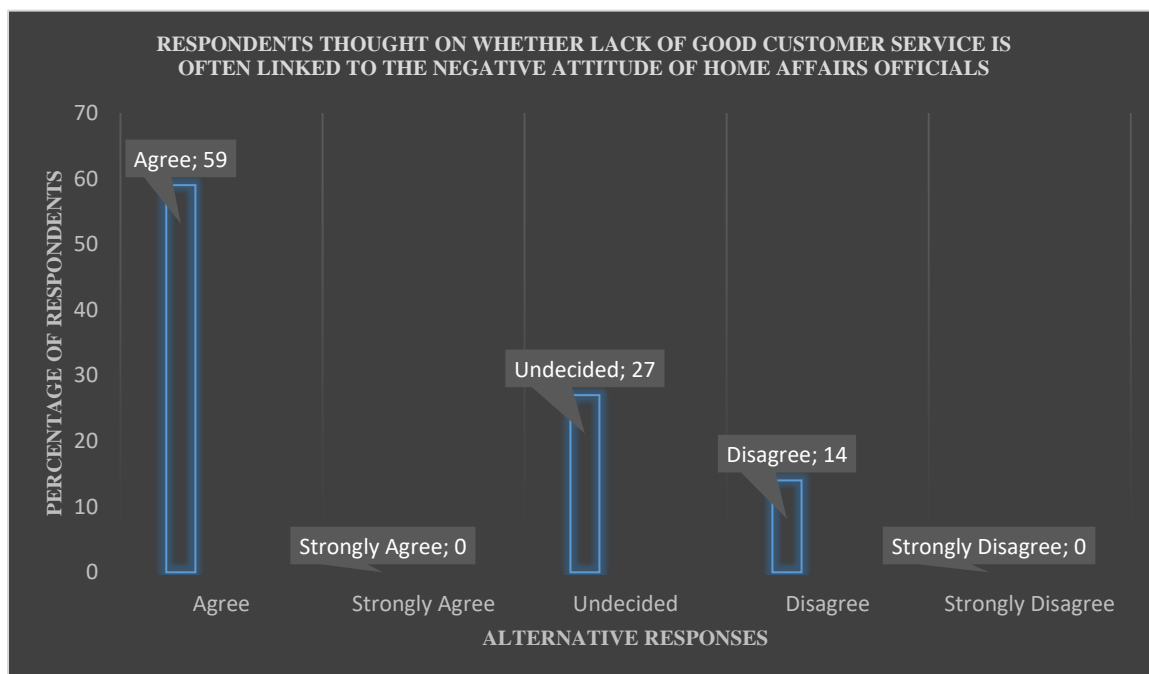 RESPONDENTS THOUGHT ON WHETHER LACK OF GOOD CUSTOMER SERVICE IS
OFTEN LINKED TO THE NEGATIVE ATTITUDE OF HOME AFFAIRS OFFICIALS
PERCENTAGE OF RESPONDENTS
70
60
50
40
30
20
10
0
Agree; 59
Strongly Agree; 0
Undecided; 27
Disagree; 14
Strongly Disagree; 0
Agree
Strongly Agree
Undecided
Disagree
Strongly Disagree
ALTERNATIVE RESPONSES